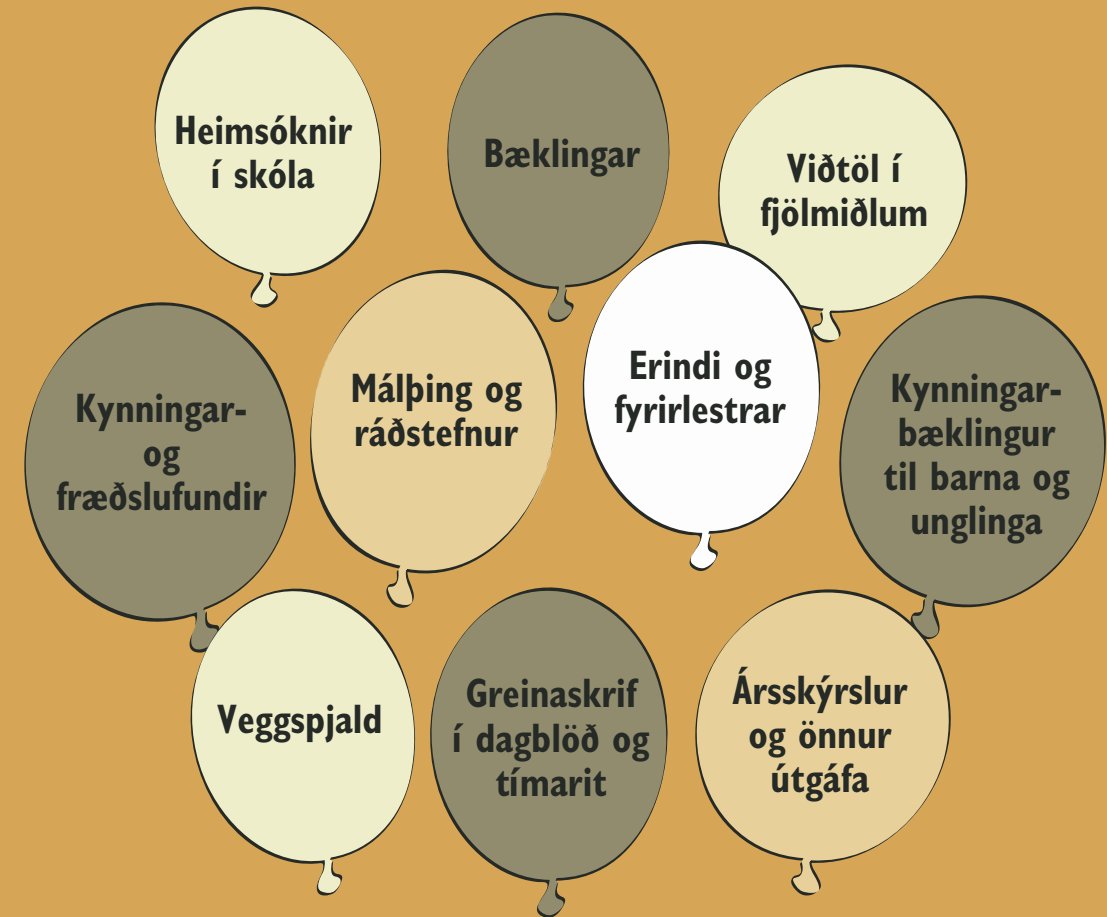 Heimsóknir
í skóla
Bæklingar
Viðtöl í
fjölmiðlum
Kynningar-
og
fræðslufundir
Málþing og
ráðstefnur
Erindi og
fyrirlestrar
Kynningar-
bæklingur
til barna og
unglinga
Veggspjald
Greinaskrif
í dagblöð og
tímarit
Ársskýrslur
og önnur
útgáfa